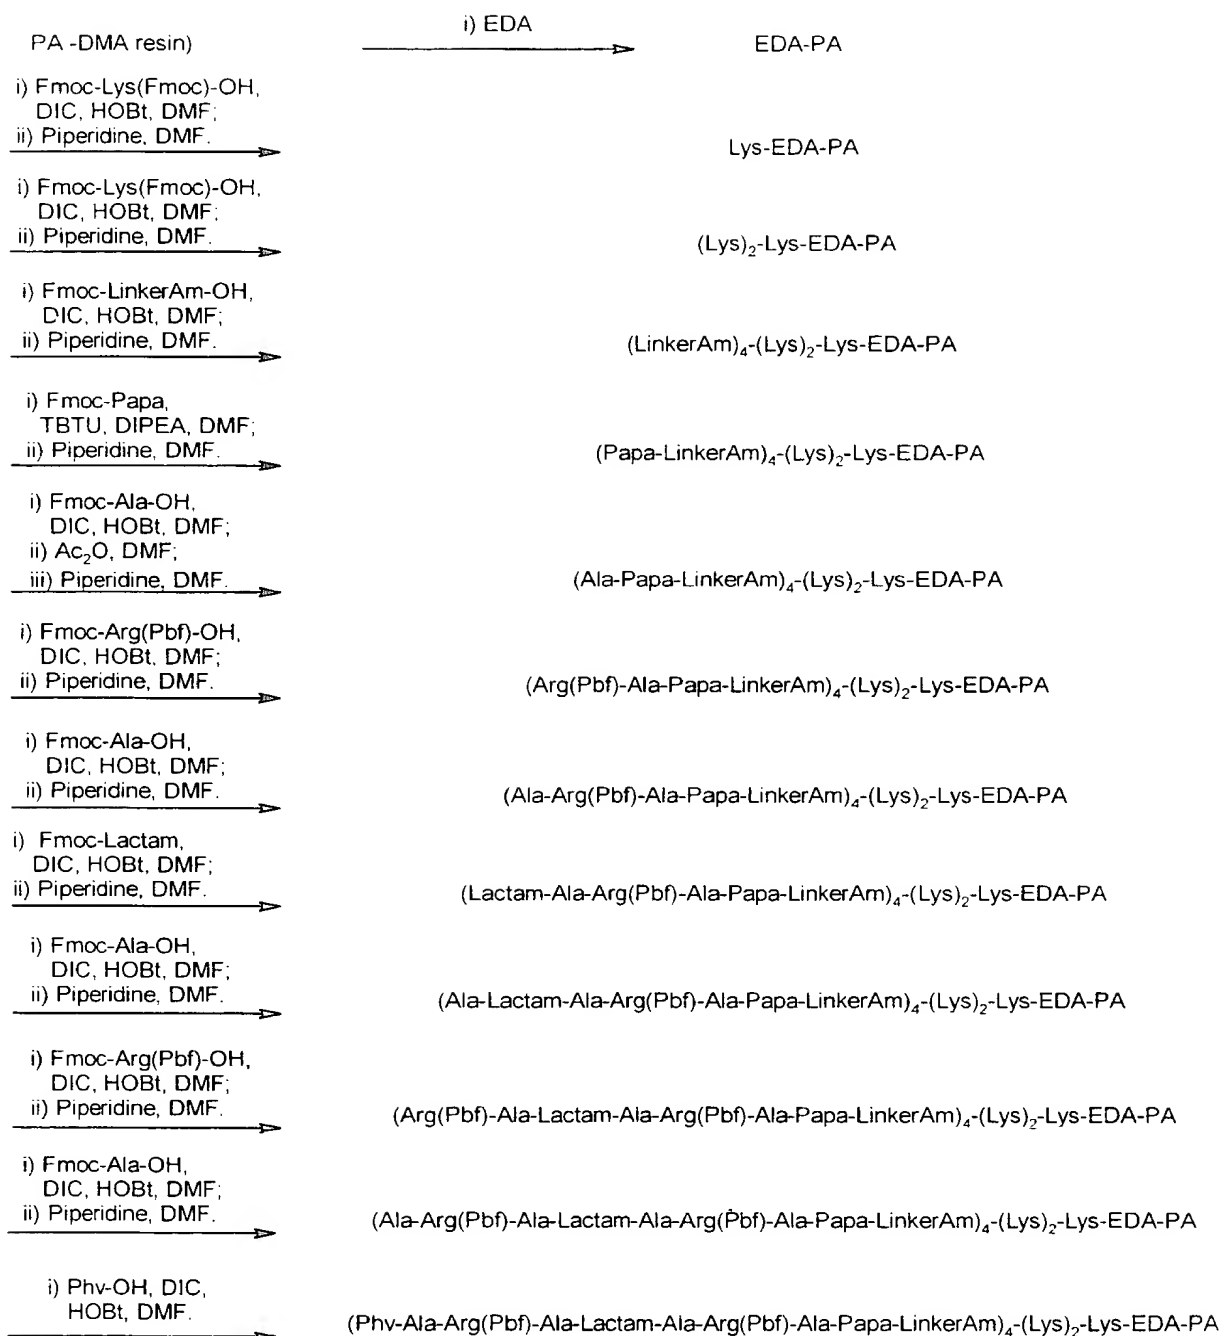 i) EDA
PA -DMA resin)
EDA-PA
i) Fmoc-Lys(Fmoc)-OH,
DIC, HOBt, DMF;
ii) Piperidine, DMF.
Lys-EDA-PA
i) Fmoc-Lys(Fmoc)-OH,
DIC, HOBt, DMF;
ii) Piperidine, DMF.
(Lys)₂-Lys-EDA-PA
i) Fmoc-LinkerAm-OH,
DIC, HOBt, DMF;
ii) Piperidine, DMF.
(LinkerAm)₄-(Lys)₂-Lys-EDA-PA
i) Fmoc-Papa,
TBTU, DIPEA, DMF;
ii) Piperidine, DMF.
(Papa-LinkerAm)₄-(Lys)₂-Lys-EDA-PA
i) Fmoc-Ala-OH,
DIC, HOBt, DMF;
ii) Ac₂O, DMF;
iii) Piperidine, DMF.
(Ala-Papa-LinkerAm)₄-(Lys)₂-Lys-EDA-PA
i) Fmoc-Arg(Pbf)-OH,
DIC, HOBt, DMF;
ii) Piperidine, DMF.
(Arg(Pbf)-Ala-Papa-LinkerAm)₄-(Lys)₂-Lys-EDA-PA
i) Fmoc-Ala-OH,
DIC, HOBt, DMF;
ii) Piperidine, DMF.
(Ala-Arg(Pbf)-Ala-Papa-LinkerAm)₄-(Lys)₂-Lys-EDA-PA
i) Fmoc-Lactam,
DIC, HOBt, DMF;
ii) Piperidine, DMF.
(Lactam-Ala-Arg(Pbf)-Ala-Papa-LinkerAm)₄-(Lys)₂-Lys-EDA-PA
i) Fmoc-Ala-OH,
DIC, HOBt, DMF;
ii) Piperidine, DMF.
(Ala-Lactam-Ala-Arg(Pbf)-Ala-Papa-LinkerAm)₄-(Lys)₂-Lys-EDA-PA
i) Fmoc-Arg(Pbf)-OH,
DIC, HOBt, DMF;
ii) Piperidine, DMF.
(Arg(Pbf)-Ala-Lactam-Ala-Arg(Pbf)-Ala-Papa-LinkerAm)₄-(Lys)₂-Lys-EDA-PA
i) Fmoc-Ala-OH,
DIC, HOBt, DMF;
ii) Piperidine, DMF.
(Ala-Arg(Pbf)-Ala-Lactam-Ala-Arg(Pbf)-Ala-Papa-LinkerAm)₄-(Lys)₂-Lys-EDA-PA
i) Phv-OH, DIC,
HOBt, DMF.
(Phv-Ala-Arg(Pbf)-Ala-Lactam-Ala-Arg(Pbf)-Ala-Papa-LinkerAm)₄-(Lys)₂-Lys-EDA-PA